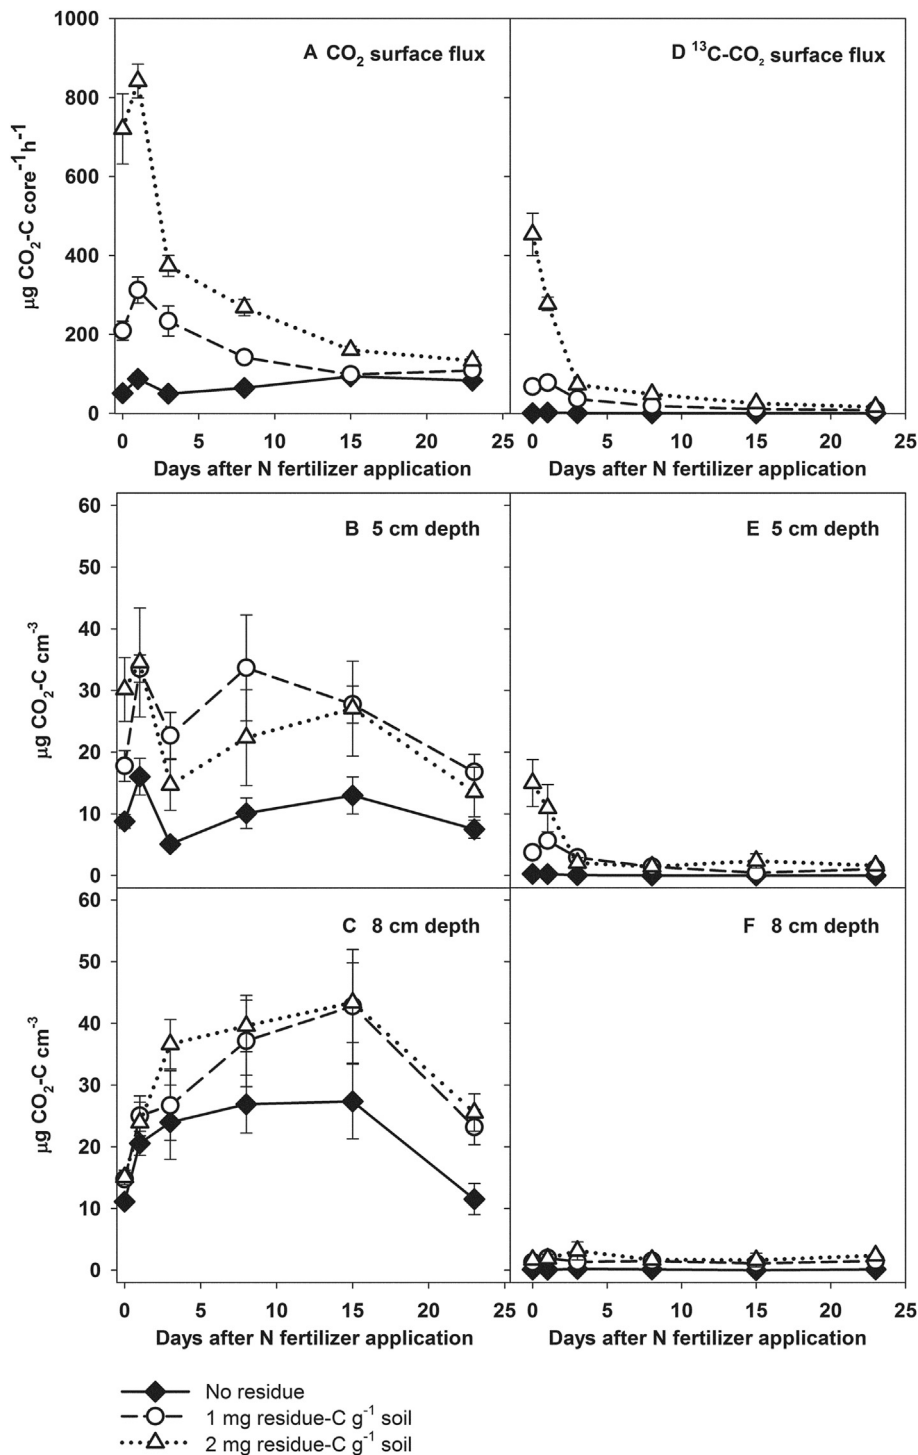 A CO₂ surface flux
D ¹³C-CO₂ surface flux
µg CO₂-C core⁻¹h⁻¹
1000
800
600
400
200
0
0 5 10 15 20 25
0 5 10 15 20 25
Days after N fertilizer application
Days after N fertilizer application
B 5 cm depth
E 5 cm depth
µg CO₂-C cm⁻³
60
50
40
30
20
10
0
C 8 cm depth
F 8 cm depth
µg CO₂-C cm⁻³
60
50
40
30
20
10
0
0 5 10 15 20 25
0 5 10 15 20 25
Days after N fertilizer application
Days after N fertilizer application
No residue
1 mg residue-C g⁻¹ soil
2 mg residue-C g⁻¹ soil